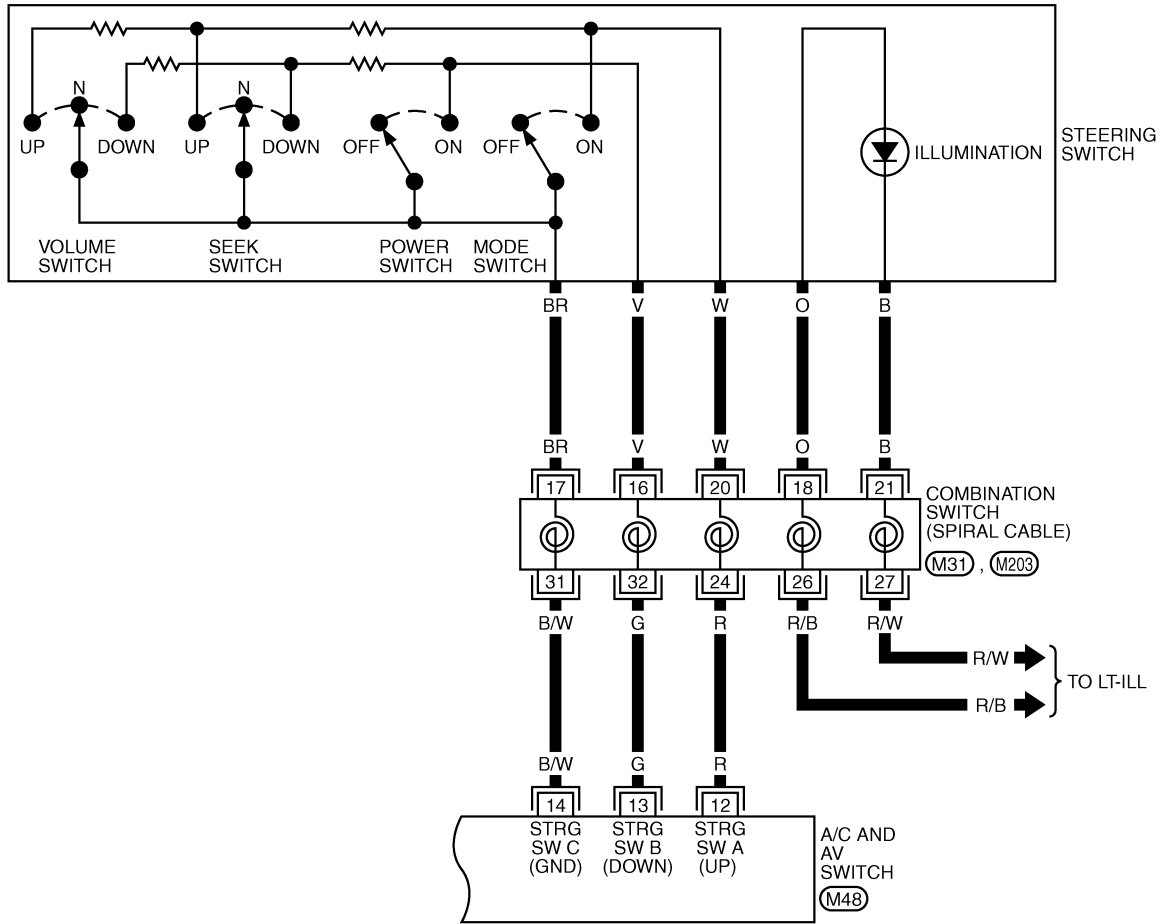 N
N
UP
DOWN
UP
DOWN
OFF
ON
OFF
ON
ILLUMINATION
STEERING
SWITCH
VOLUME
SWITCH
SEEK
SWITCH
POWER
SWITCH
MODE
SWITCH
BR
V
W
O
B
BR
V
W
O
B
17
16
20
18
21
COMBINATION
SWITCH
(SPIRAL CABLE)
M31 , M203
31
32
24
26
27
B/W
G
R
R/B
R/W
R/W
TO LT-ILL
R/B
B/W
G
R
14
13
12
STRG
SW C
(GND)
STRG
SW B
(DOWN)
STRG
SW A
(UP)
A/C AND
AV
SWITCH
M48